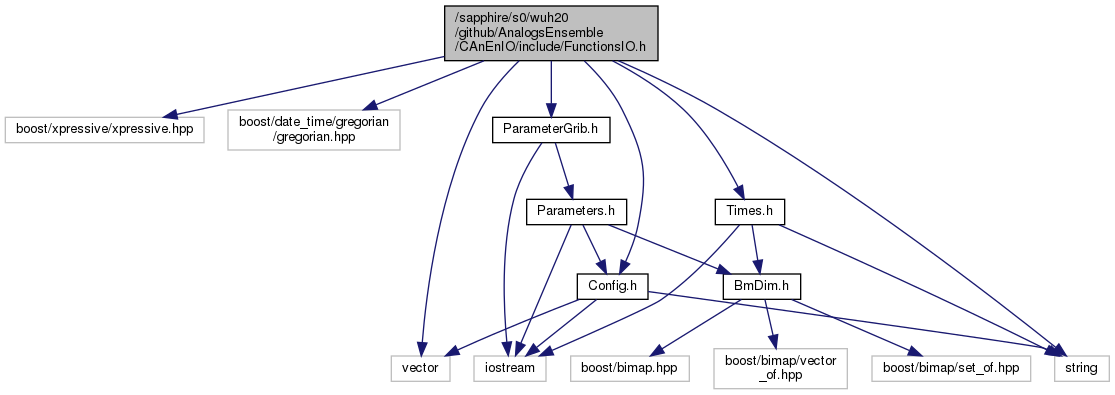 /sapphire/s0/wuh20
/github/AnalogsEnsemble
/CAnEnIO/include/FunctionsIO.h
boost/xpressive/xpressive.hpp
boost/date_time/gregorian
/gregorian.hpp
ParameterGrib.h
Parameters.h
Times.h
Config.h
BmDim.h
vector
iostream
boost/bimap.hpp
boost/bimap/vector
_of.hpp
boost/bimap/set_of.hpp
string